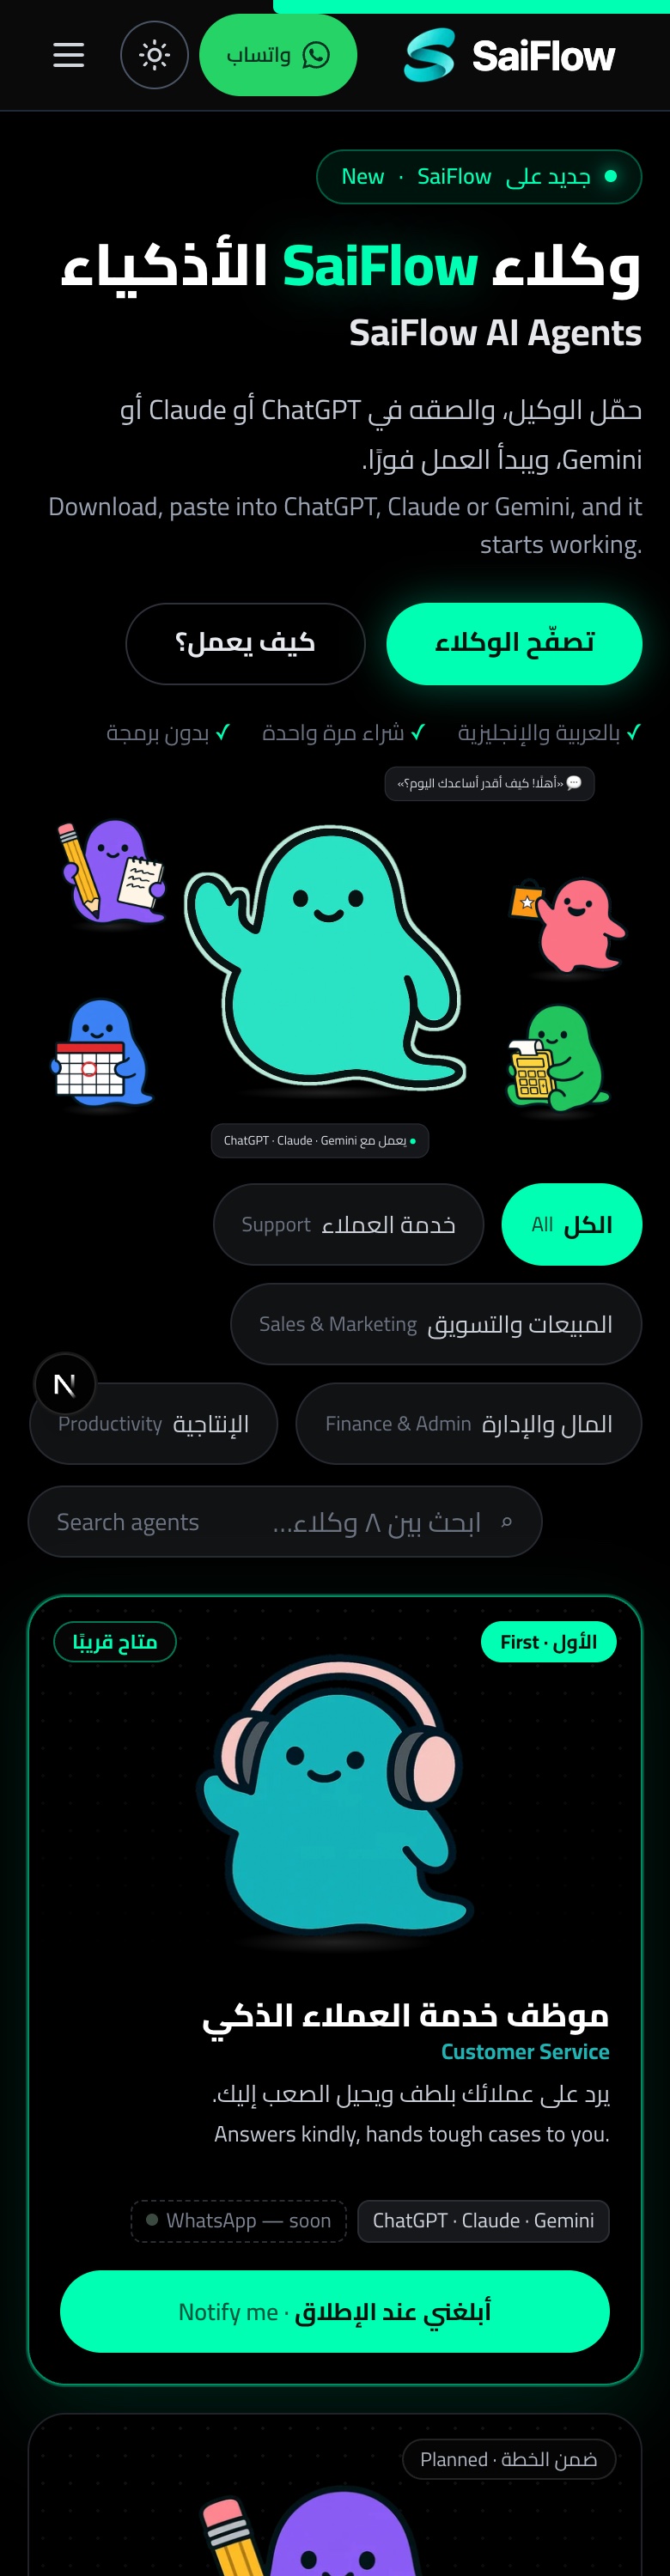 SaiFlow
واتساب
جديد على SaiFlow · New
وكلاء SaiFlow الأذكياء
SaiFlow AI Agents
حمّل الوكيل، والصقه في ChatGPT أو Claude أو
Gemini، ويبدأ العمل فورًا.
Download, paste into ChatGPT, Claude or Gemini, and it
starts working.
تصفّح الوكلاء
كيف يعمل؟
✓ بالعربية والإنجليزية ✓ شراء مرة واحدة ✓ بدون برمجة
💬 «أهلًا! كيف أقدر أساعدك اليوم؟»
يعمل مع ChatGPT · Claude · Gemini
الكل All
خدمة العملاء Support
المبيعات والتسويق Sales & Marketing
المال والإدارة Finance & Admin
الإنتاجية Productivity
N
ابحث بين ٨ وكلاء... Search agents
الأول · First
متاح قريبًا
موظف خدمة العملاء الذكي
Customer Service
يرد على عملائك بلطف ويحيل الصعب إليك.
Answers kindly, hands tough cases to you.
ChatGPT · Claude · Gemini
WhatsApp — soon
أبلغني عند الإطلاق · Notify me
ضمن الخطة · Planned